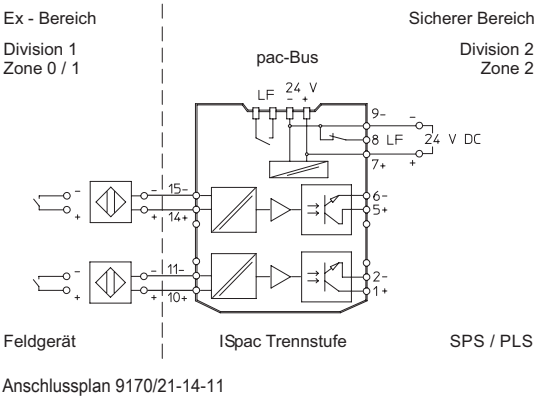 Ex - Bereich
Sicherer Bereich
Division 1
Zone 0 / 1
pac-Bus
Division 2
Zone 2
LF 24 V
- +
9-
-
8 LF
24 V DC
7+
+
- - 15-
+ + 14+
6-
5+
- - 11-
+ + 10+
2-
1+
Feldgerät
ISpac Trennstufe
SPS / PLS
Anschlussplan 9170/21-14-11